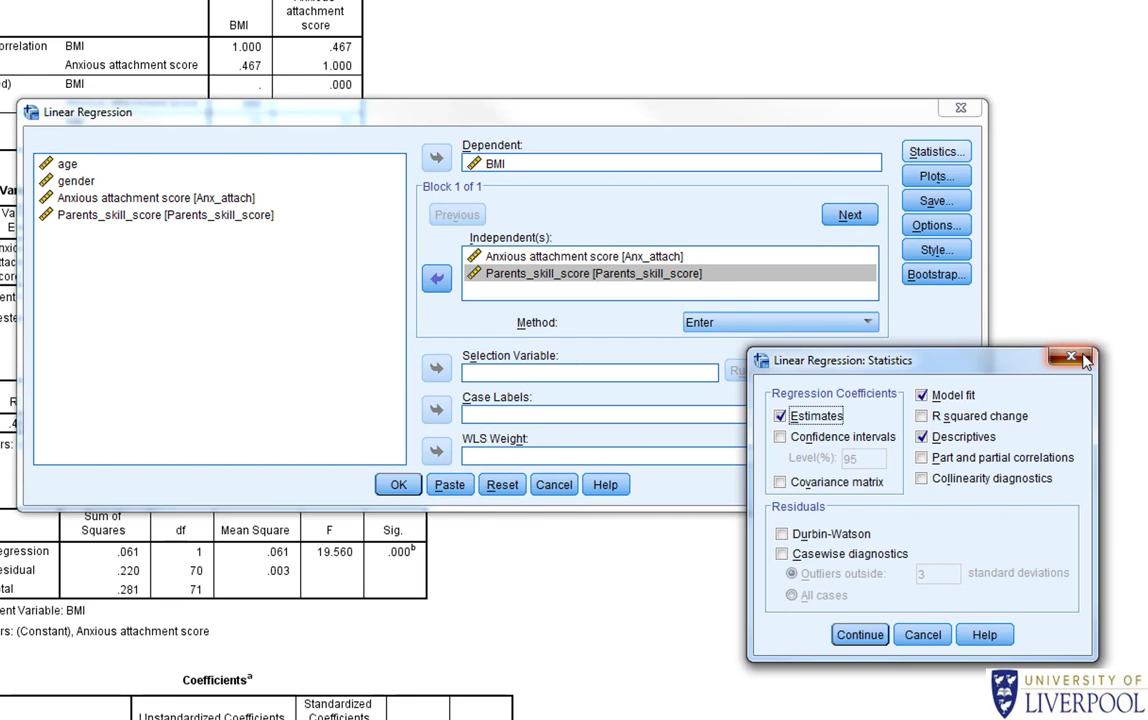 Anxious
attachment
score
BMI
orrelation BMI 1.000 .467
Anxious attachment score .467 1.000
ed) BMI . .000
Linear Regression
age
gender
Anxious attachment score [Anx_attach]
Parents_skill_score [Parents_skill_score]
Dependent:
BMI
Block 1 of 1
Previous
Next
Independent(s):
Anxious attachment score [Anx_attach]
Parents_skill_score [Parents_skill_score]
Method: Enter
Selection Variable:
Ru
Case Labels:
WLS Weight:
OK Paste Reset Cancel Help
Statistics...
Plots...
Save...
Options...
Style...
Bootstrap...
Linear Regression: Statistics
Regression Coefficients
Estimates
Confidence intervals
Level(%): 95
Covariance matrix
Model fit
R squared change
Descriptives
Part and partial correlations
Collinearity diagnostics
Residuals
Durbin-Watson
Casewise diagnostics
Outliers outside: 3 standard deviations
All cases
Continue Cancel Help
Sum of
Squares df Mean Square F Sig.
egression .061 1 .061 19.560 .000b
esidual .220 70 .003
tal .281 71
ent Variable: BMI
rs: (Constant), Anxious attachment score
Coefficientsa
Standardized
Unstandardized Coefficients Coefficients
UNIVERSITY OF
LIVERPOOL